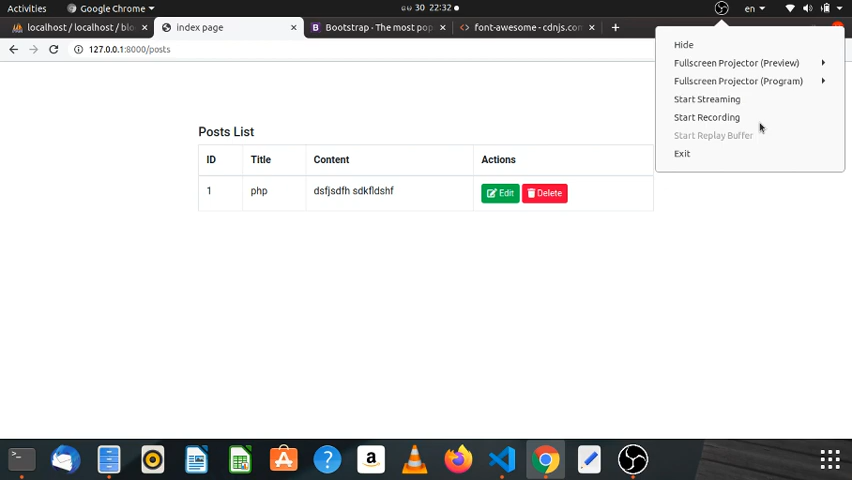 Activities
Google Chrome
30 22:32
en
localhost / localhost / blo
index page
Bootstrap · The most pop
font-awesome - cdnjs.com
127.0.0.1:8000/posts
Hide
Fullscreen Projector (Preview)
Fullscreen Projector (Program)
Start Streaming
Start Recording
Start Replay Buffer
Exit
Posts List
ID Title Content Actions
1 php dsfjsdfh sdkfldshf Edit Delete